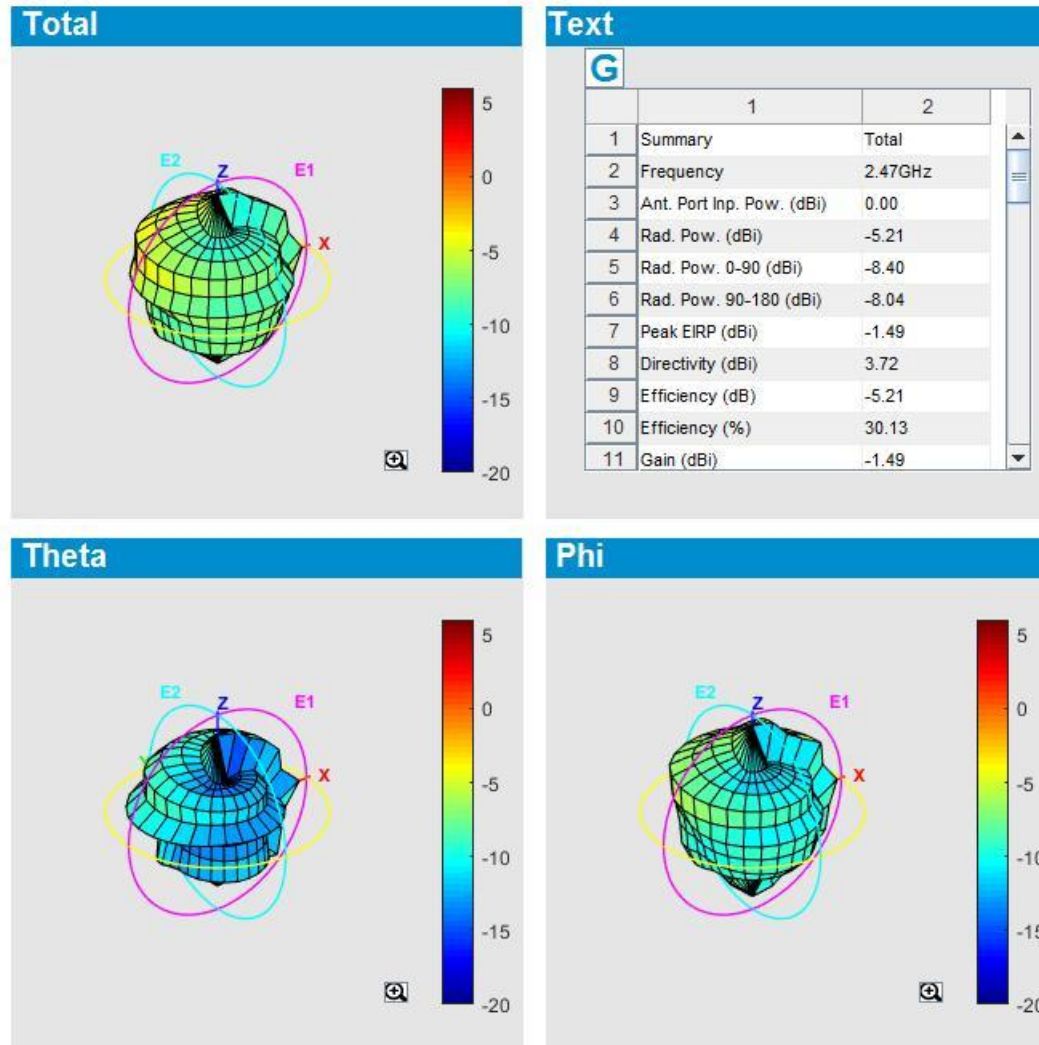 Total
E2
Z
E1
X
5
0
-5
-10
-15
-20
Text
G
1 2
1 Summary Total
2 Frequency 2.47GHz
3 Ant. Port Inp. Pow. (dBi) 0.00
4 Rad. Pow. (dBi) -5.21
5 Rad. Pow. 0-90 (dBi) -8.40
6 Rad. Pow. 90-180 (dBi) -8.04
7 Peak EIRP (dBi) -1.49
8 Directivity (dBi) 3.72
9 Efficiency (dB) -5.21
10 Efficiency (%) 30.13
11 Gain (dBi) -1.49
Theta
E2
Z
E1
X
5
0
-5
-10
-15
-20
Phi
E2
Z
E1
X
5
0
-5
-10
-15
-20